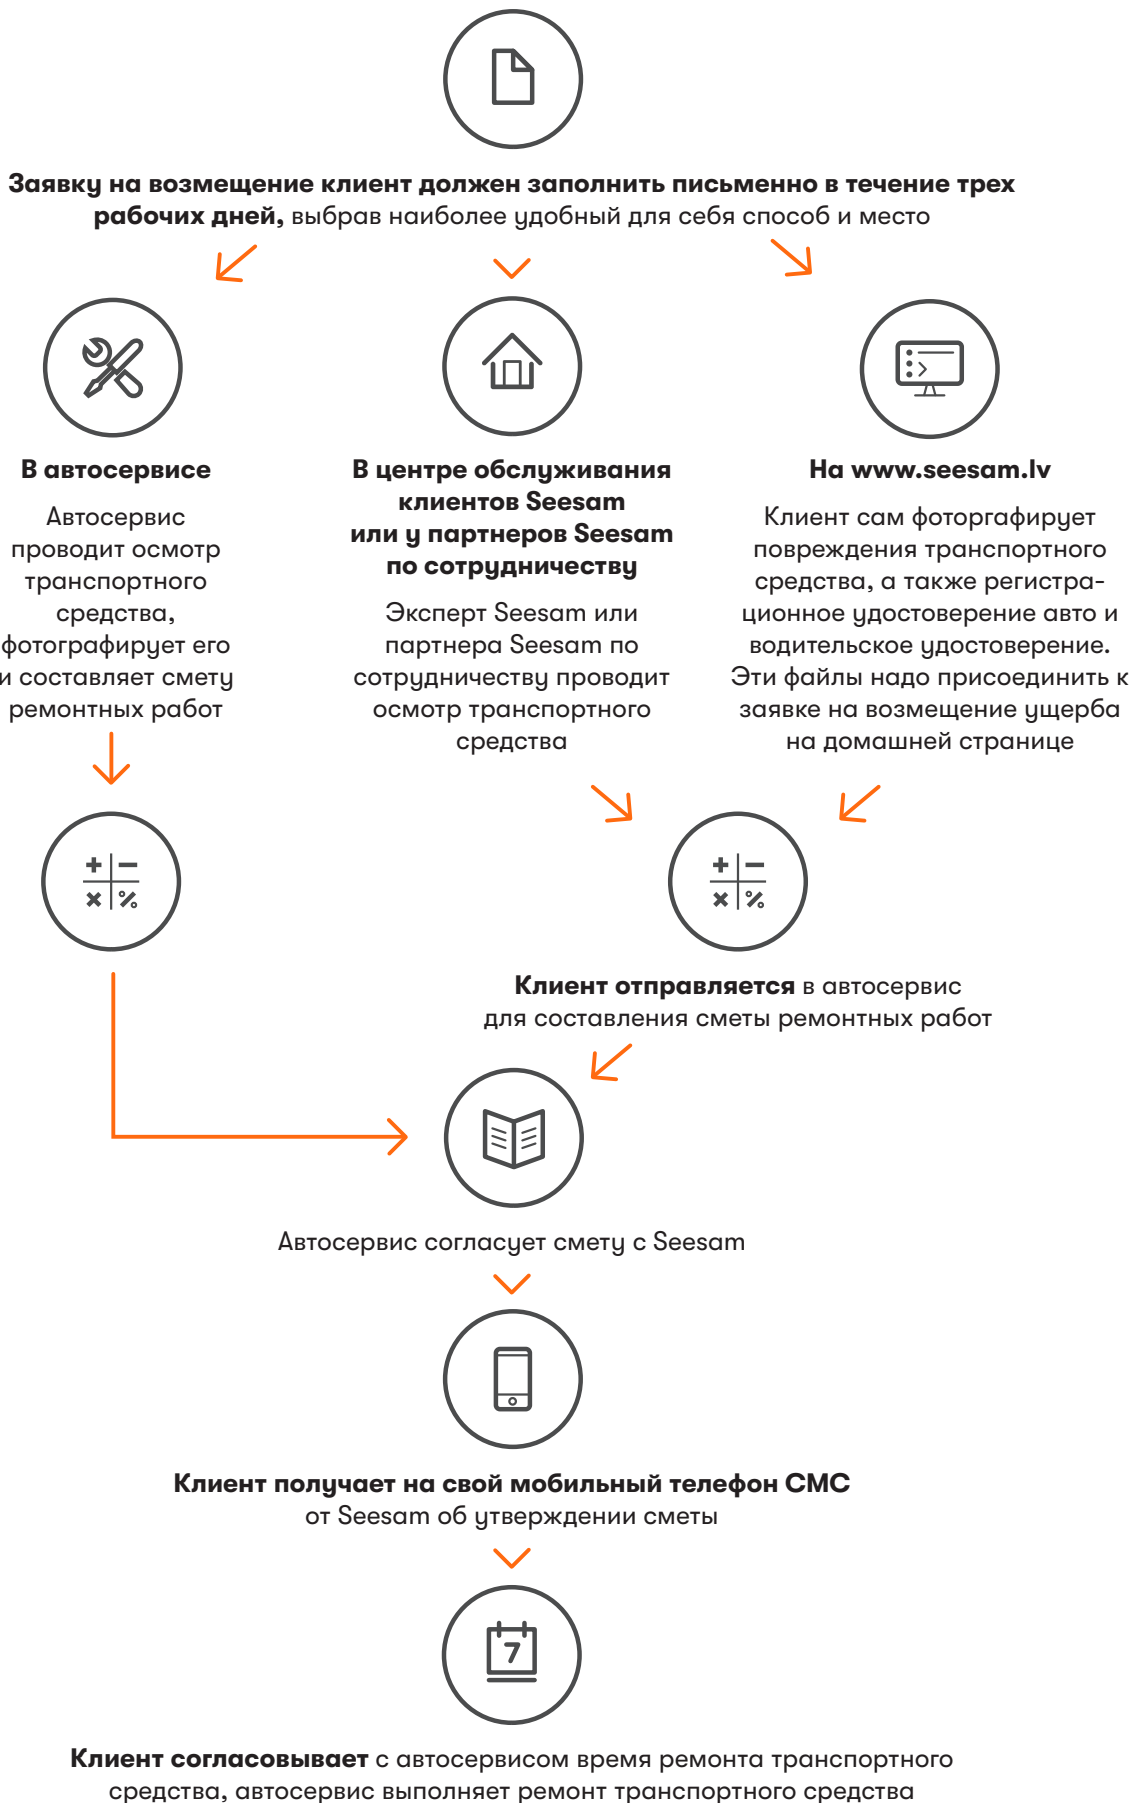 Заявку на возмещение клиент должен заполнить письменно в течение трех
рабочих дней, выбрав наиболее удобный для себя способ и место
В автосервисе
Автосервис
проводит осмотр
транспортного
средства,
фотографирует его
и составляет смету
ремонтных работ
В центре обслуживания
клиентов Seesam
или у партнеров Seesam
по сотрудничеству
Эксперт Seesam или
партнера Seesam по
сотрудничеству проводит
осмотр транспортного
средства
На www.seesam.lv
Клиент сам фоторгафирует
повреждения транспортного
средства, а также регистра-
ционное удостоверение авто и
водительское удостоверение.
Эти файлы надо присоединить к
заявке на возмещение ущерба
на домашней странице
Клиент отправляется в автосервис
для составления сметы ремонтных работ
Автосервис согласует смету с Seesam
Клиент получает на свой мобильный телефон СМС
от Seesam об утверждении сметы
7
Клиент согласовывает с автосервисом время ремонта транспортного
средства, автосервис выполняет ремонт транспортного средства